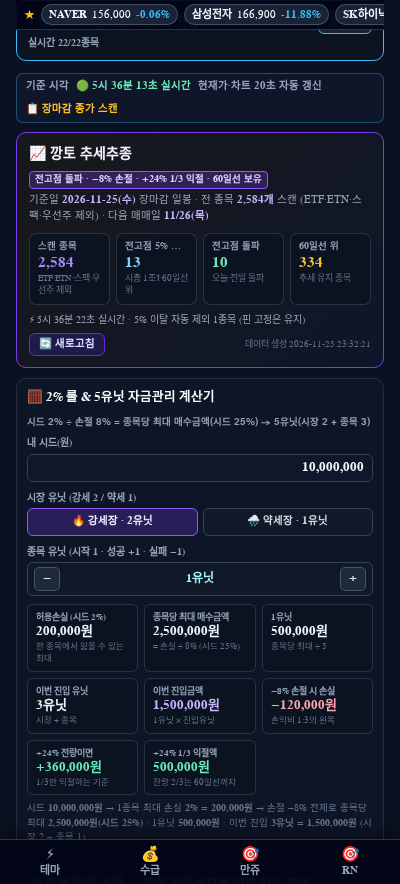 ★ NAVER 156,000 -0.06% 삼성전자 166,900 -11.88% SK하이닉
실시간 22/22종목
기준 시각 🟢 5시 36분 13초 실시간 현재가·차트 20초 자동 갱신
📋 장마감 종가 스캔
📈 깡토 추세추종
전고점 돌파 · −8% 손절 · +24% 1/3 익절 · 60일선 보유
기준일 2026-11-25(수) 장마감 일봉 · 전 종목 2,584개 스캔 (ETF·ETN·스
팩·우선주 제외) · 다음 매매일 11/26(목)
스캔 종목 전고점 5% … 전고점 돌파 60일선 위
2,584 13 10 334
ETF·ETN·스팩·우선주 제외 시총 1조↑60일선 위 오늘·전일 돌파 추세 유지 종목
⚡ 5시 36분 22초 실시간 · 5% 이탈 자동 제외 1종목 (핀 고정은 유지)
🔄 새로고침 데이터 생성 2026-11-25 23:32:21
🧮 2% 룰 & 5유닛 자금관리 계산기
시드 2% ÷ 손절 8% = 종목당 최대 매수금액(시드 25%) → 5유닛(시장 2 + 종목 3)
내 시드(원)
10,000,000
시장 유닛 (강세 2 / 약세 1)
🔥 강세장 · 2유닛 🌧 약세장 · 1유닛
종목 유닛 (시작 1 · 성공 +1 · 실패 −1)
− 1유닛 +
허용손실 (시드 2%) 종목당 최대 매수금액 1유닛
200,000원 2,500,000원 500,000원
한 종목에서 잃을 수 있는 최대 = 손실 ÷ 8% (시드 25%) 종목당 최대 ÷ 5
이번 진입 유닛 이번 진입금액 −8% 손절 시 손실
3유닛 1,500,000원 −120,000원
시장 + 종목 1유닛 × 진입유닛 손익비 1:3의 왼쪽
+24% 전량이면 +24% 1/3 익절액
+360,000원 500,000원
1/3만 익절하는 기준 잔량 2/3는 60일선까지
시드 10,000,000원 → 1종목 최대 손실 2% = 200,000원 → 손절 −8% 전제로 종목당
최대 2,500,000원(시드 25%) · 1유닛 500,000원 · 이번 진입 3유닛 = 1,500,000원 (시
장 2 + 종목 1)
⚡ 💰 🎯 🎯
테마 수급 만쥬 RN